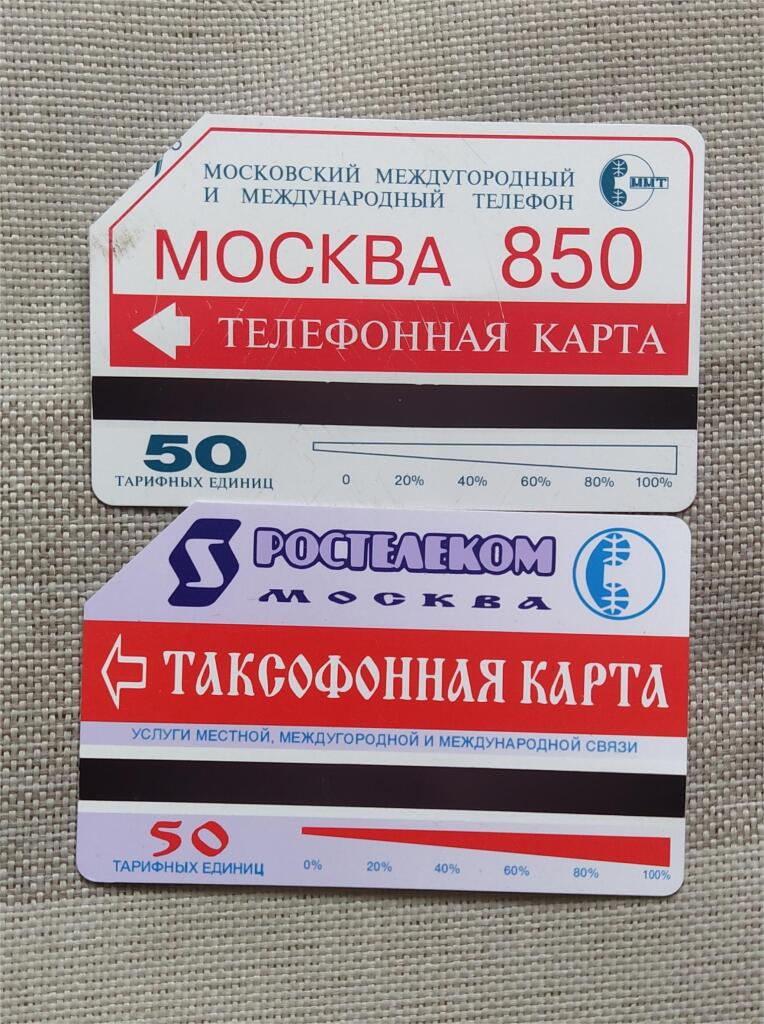 МОСКОВСКИЙ МЕЖДУГОРОДНЫЙ
И МЕЖДУНАРОДНЫЙ ТЕЛЕФОН
ММТ
МОСКВА 850
ТЕЛЕФОННАЯ КАРТА
50
ТАРИФНЫХ ЕДИНИЦ
0 20% 40% 60% 80% 100%
РОСТЕЛЕКОМ
МОСКВА
ТАКСОФОННАЯ КАРТА
УСЛУГИ МЕСТНОЙ, МЕЖДУГОРОДНОЙ И МЕЖДУНАРОДНОЙ СВЯЗИ
50
ТАРИФНЫХ ЕДИНИЦ
0% 20% 40% 60% 80% 100%